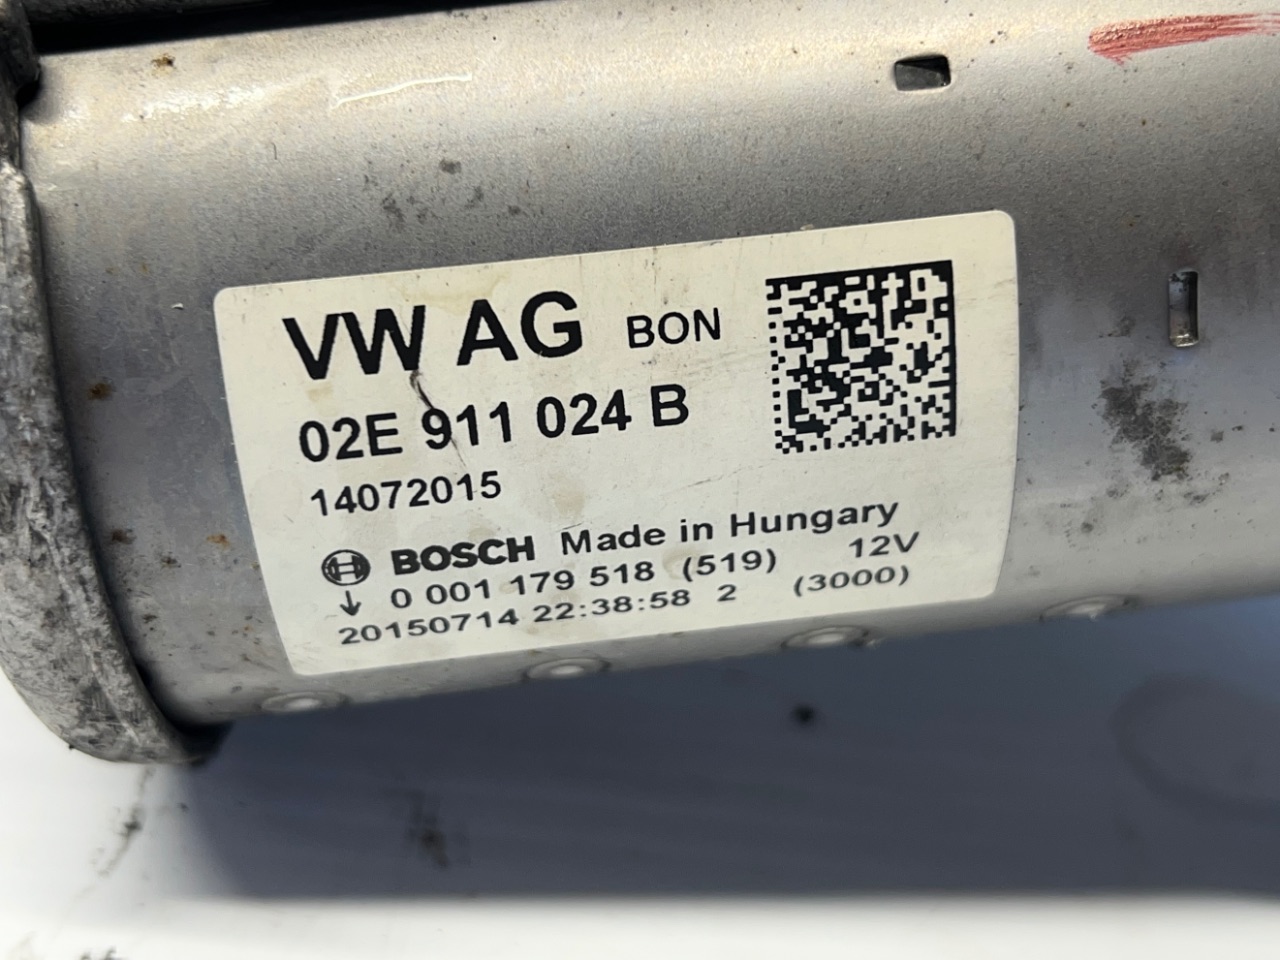 VW AG BON
02E 911 024 B
14072015
BOSCH Made in Hungary
0 001 179 518 (519) 12V
20150714 22:38:58 2 (3000)